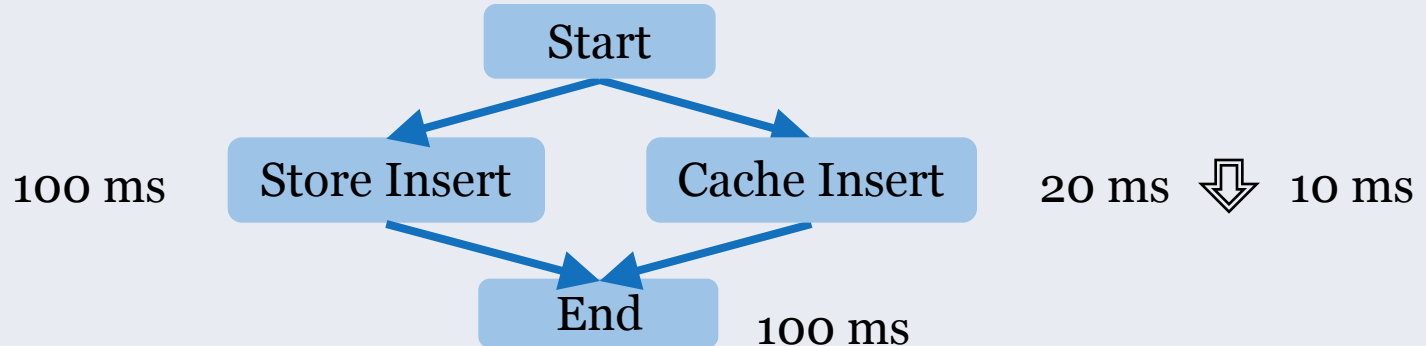 Start
100 ms Store Insert Cache Insert 20 ms 10 ms
End
100 ms